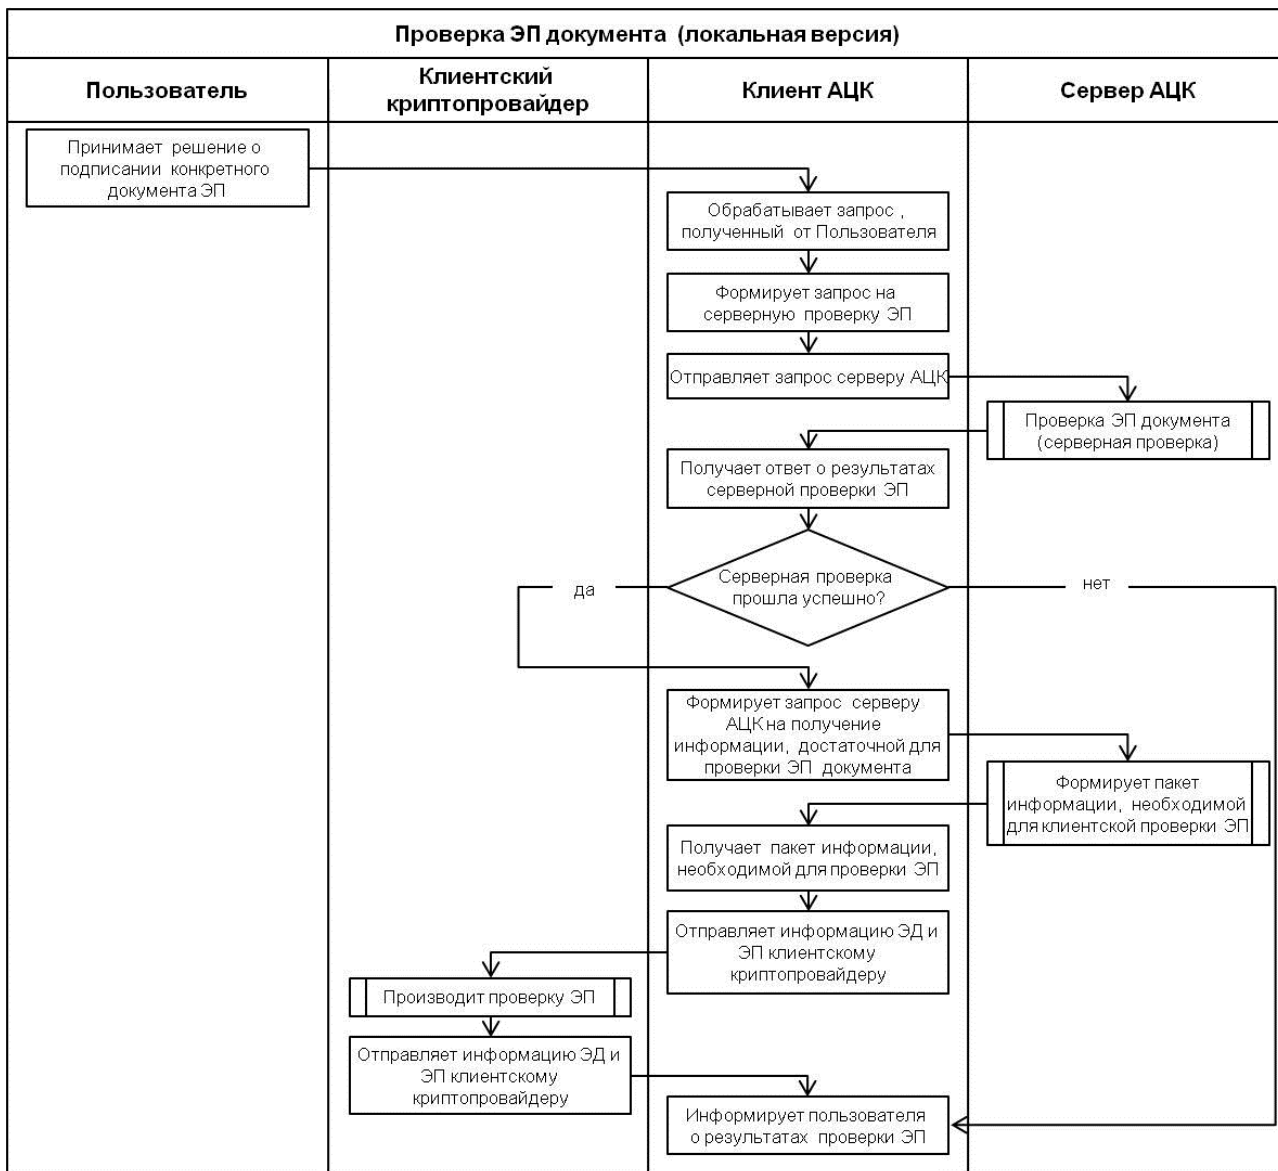 Проверка ЭП документа (локальная версия)
Пользователь
Клиентский
криптопровайдер
Клиент АЦК
Сервер АЦК
Принимает решение о
подписании конкретного
документа ЭП
Обрабатывает запрос ,
полученный от Пользователя
Формирует запрос на
серверную проверку ЭП
Отправляет запрос серверу АЦК
Проверка ЭП документа
(серверная проверка)
Получает ответ о результатах
серверной проверки ЭП
Серверная проверка
прошла успешно?
да
нет
Формирует запрос серверу
АЦК на получение
информации, достаточной для
проверки ЭП документа
Формирует пакет
информации, необходимой
для клиентской проверки ЭП
Получает пакет информации,
необходимой для проверки ЭП
Отправляет информацию ЭД и
ЭП клиентскому
криптопровайдеру
Производит проверку ЭП
Отправляет информацию ЭД и
ЭП клиентскому
криптопровайдеру
Информирует пользователя
о результатах проверки ЭП